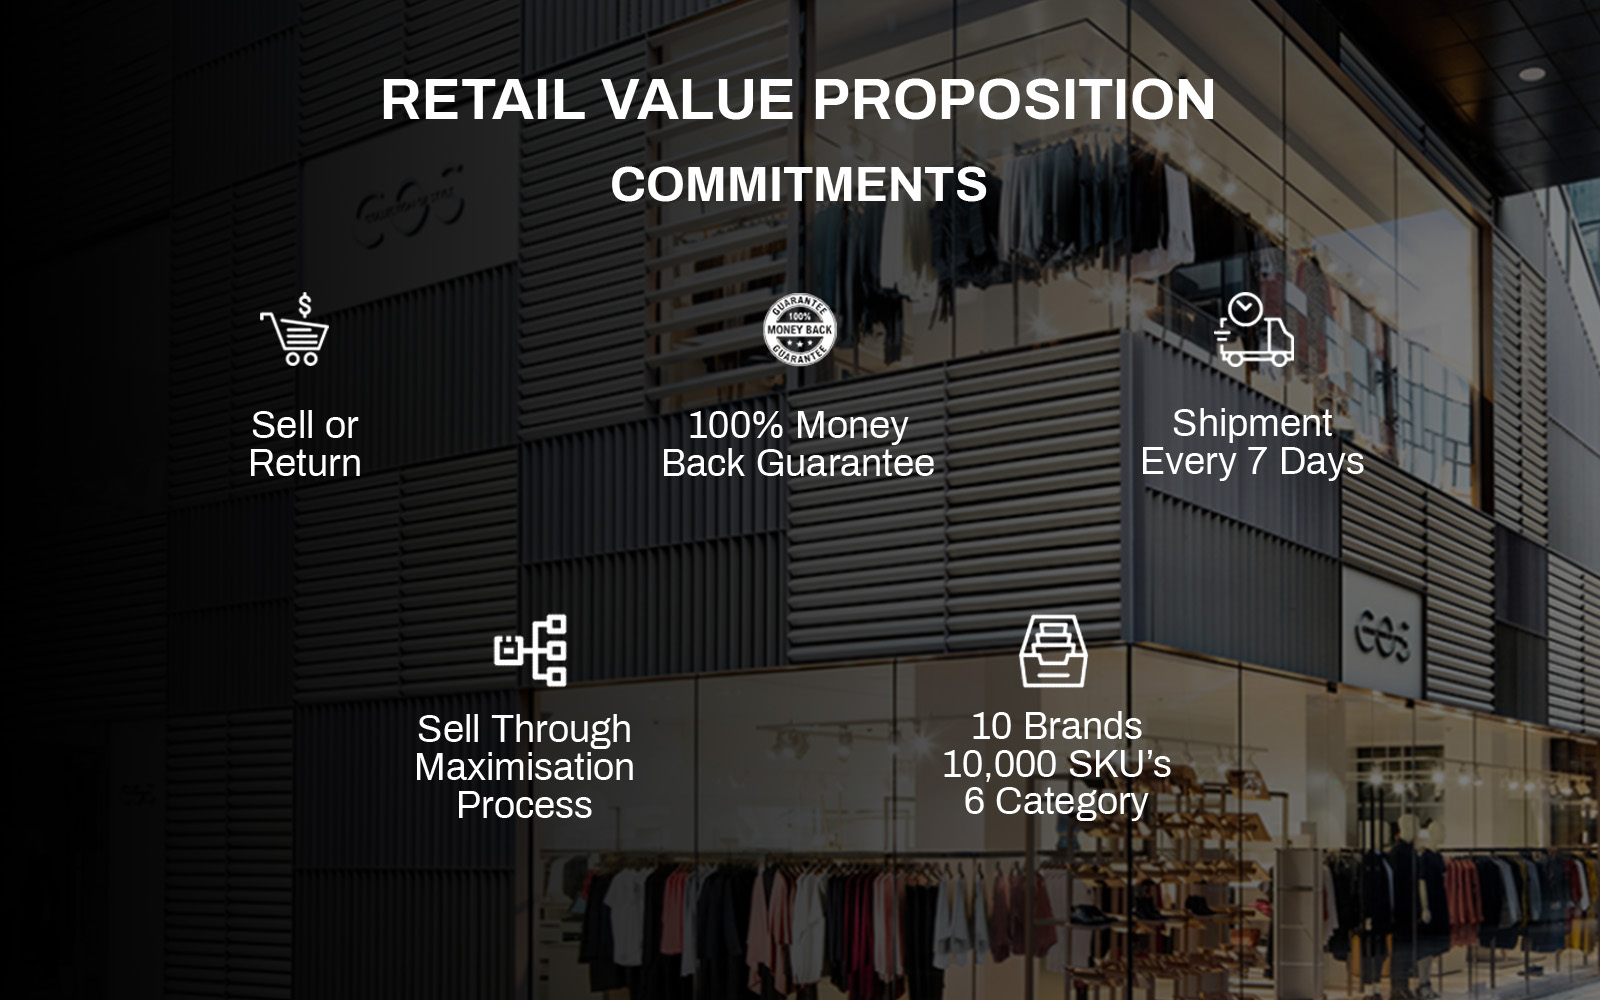 RETAIL VALUE PROPOSITION
COMMITMENTS
GUARANTEE
100%
MONEY BACK
GUARANTEE
Sell or
Return
100% Money
Back Guarantee
Shipment
Every 7 Days
Sell Through
Maximisation
Process
10 Brands
10,000 SKU’s
6 Category